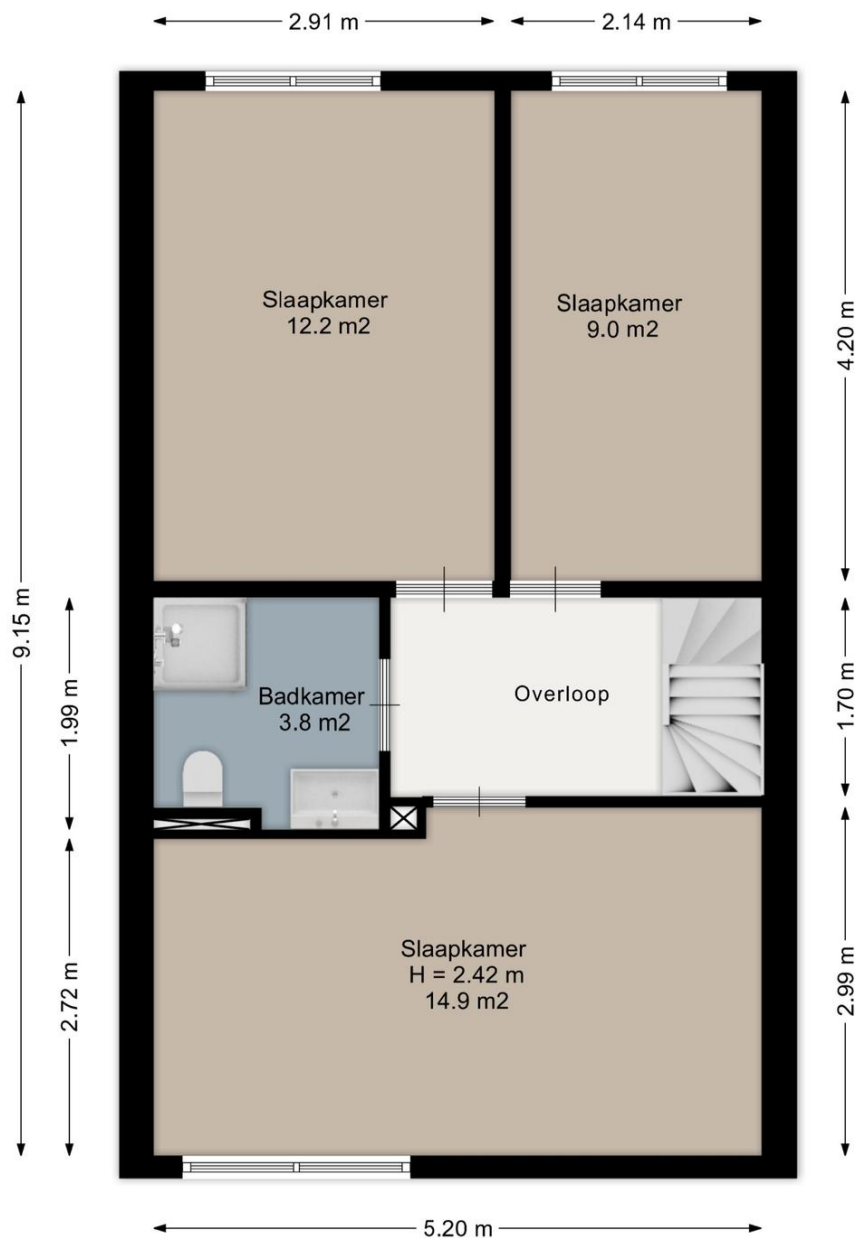 2.91 m
2.14 m
Slaapkamer
12.2 m2
Slaapkamer
9.0 m2
4.20 m
9.15 m
1.99 m
Badkamer
3.8 m2
Overloop
1.70 m
Slaapkamer
H = 2.42 m
14.9 m2
2.72 m
2.99 m
5.20 m